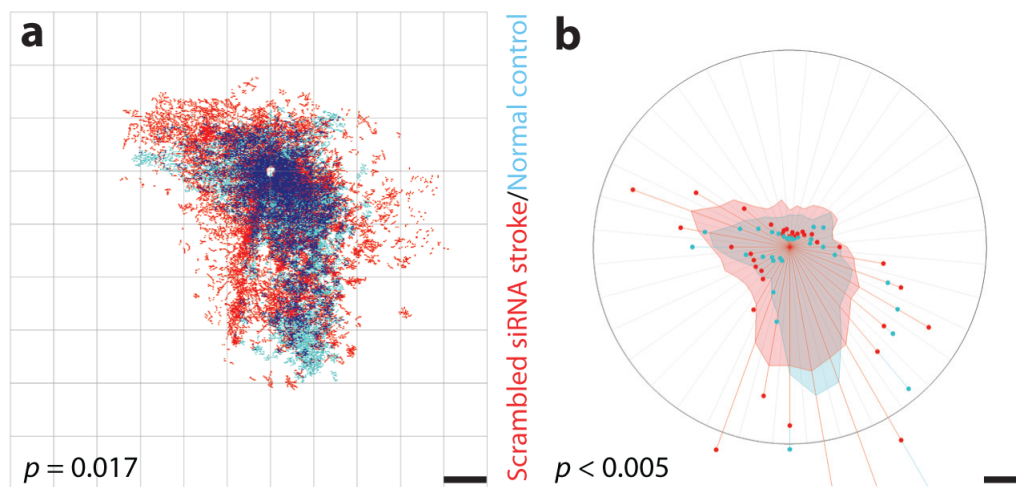 a
p = 0.017
Scrambled siRNA stroke/Normal control
b
p < 0.005